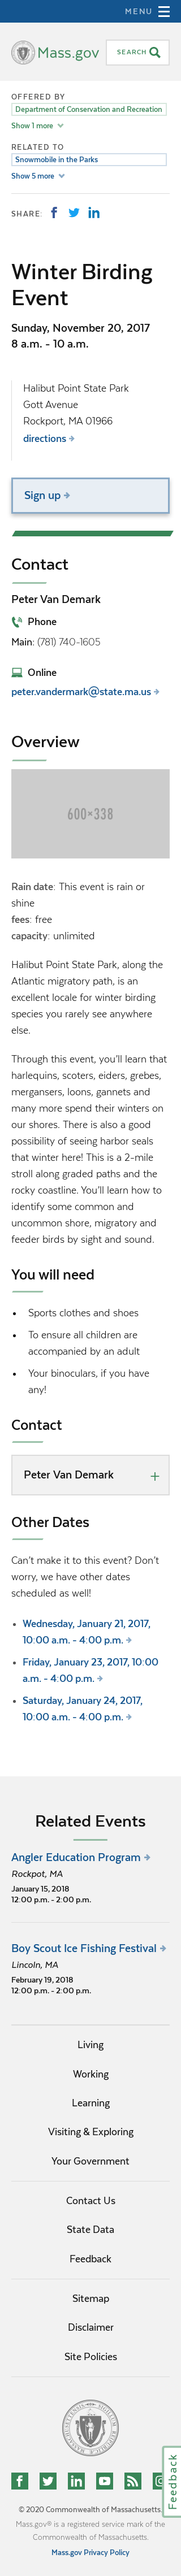 MENU
Mass.gov
SEARCH
OFFERED BY
Department of Conservation and Recreation
Show 1 more
RELATED TO
Snowmobile in the Parks
Show 5 more
SHARE:
Winter Birding
Event
Sunday, November 20, 2017
8 a.m. - 10 a.m.
Halibut Point State Park
Gott Avenue
Rockport, MA 01966
directions
Sign up
Contact
Peter Van Demark
Phone
Main: (781) 740-1605
Online
peter.vandermark@state.ma.us
Overview
600×338
Rain date: This event is rain or
shine
fees: free
capacity: unlimited
Halibut Point State Park, along the
Atlantic migratory path, is an
excellent locale for winter birding
species you rarely see anywhere
else.
Through this event, you'll learn about
harlequins, scoters, eiders, grebes,
mergansers, loons, gannets and
many more spend their winters on
our shores. There is also a good
possibility of seeing harbor seals
that winter here! This is a 2-mile
stroll along graded paths and the
rocky coastline. You'll learn how to
identify some common and
uncommon shore, migratory and
feeder birds by sight and sound.
You will need
Sports clothes and shoes
To ensure all children are
accompanied by an adult
Your binoculars, if you have
any!
Contact
Peter Van Demark
Other Dates
Can't make it to this event? Don't
worry, we have other dates
scheduled as well!
Wednesday, January 21, 2017,
10:00 a.m. - 4:00 p.m.
Friday, January 23, 2017, 10:00
a.m. - 4:00 p.m.
Saturday, January 24, 2017,
10:00 a.m. - 4:00 p.m.
Related Events
Angler Education Program
Rockpot, MA
January 15, 2018
12:00 p.m. - 2:00 p.m.
Boy Scout Ice Fishing Festival
Lincoln, MA
February 19, 2018
12:00 p.m. - 2:00 p.m.
Living
Working
Learning
Visiting & Exploring
Your Government
Contact Us
State Data
Feedback
Sitemap
Disclaimer
Site Policies
Feedback
© 2020 Commonwealth of Massachusetts.
Mass.gov® is a registered service mark of the
Commonwealth of Massachusetts.
Mass.gov Privacy Policy